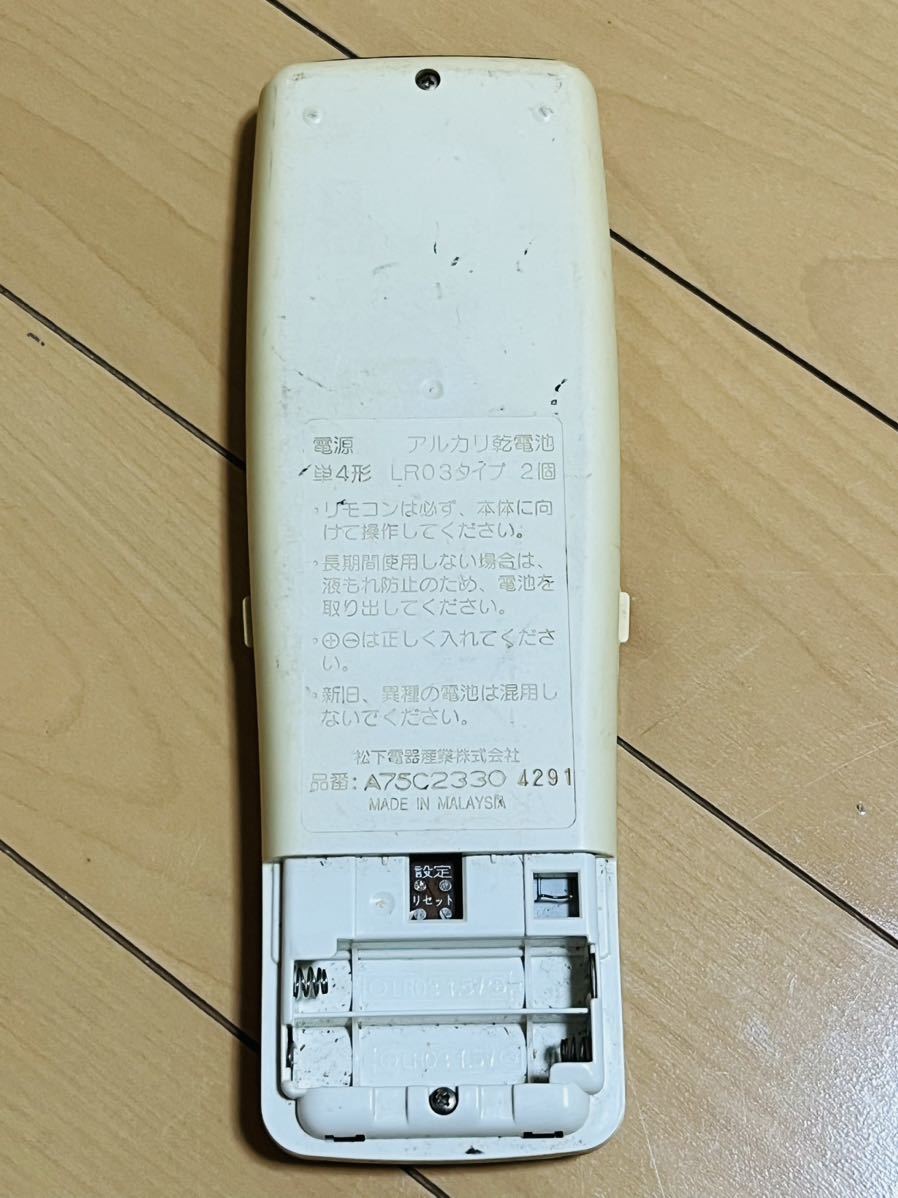 電源 アルカリ乾電池
単4形 LR03タイプ 2個
・リモコンは必ず、本体に向
けて操作してください。
・長期間使用しない場合は、
液もれ防止のため、電池を
取り出してください。
・⊕⊖は正しく入れてくださ
い。
・新旧、異種の電池は混用し
ないでください。
松下電器産業株式会社
品番: A75C2330 4291
MADE IN MALAYSIA
設定
リセット